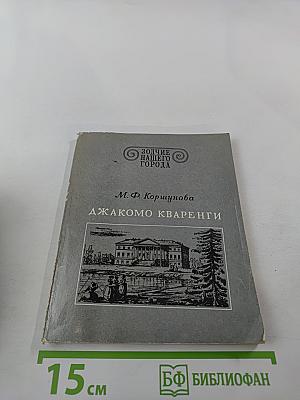 ЗОДЧИЕ
НАШЕГО
ГОРОДА
М. Ф. Коршунова
ДЖАКОМО КВАРЕНГИ
15 см
БФ БИБЛИОФАН